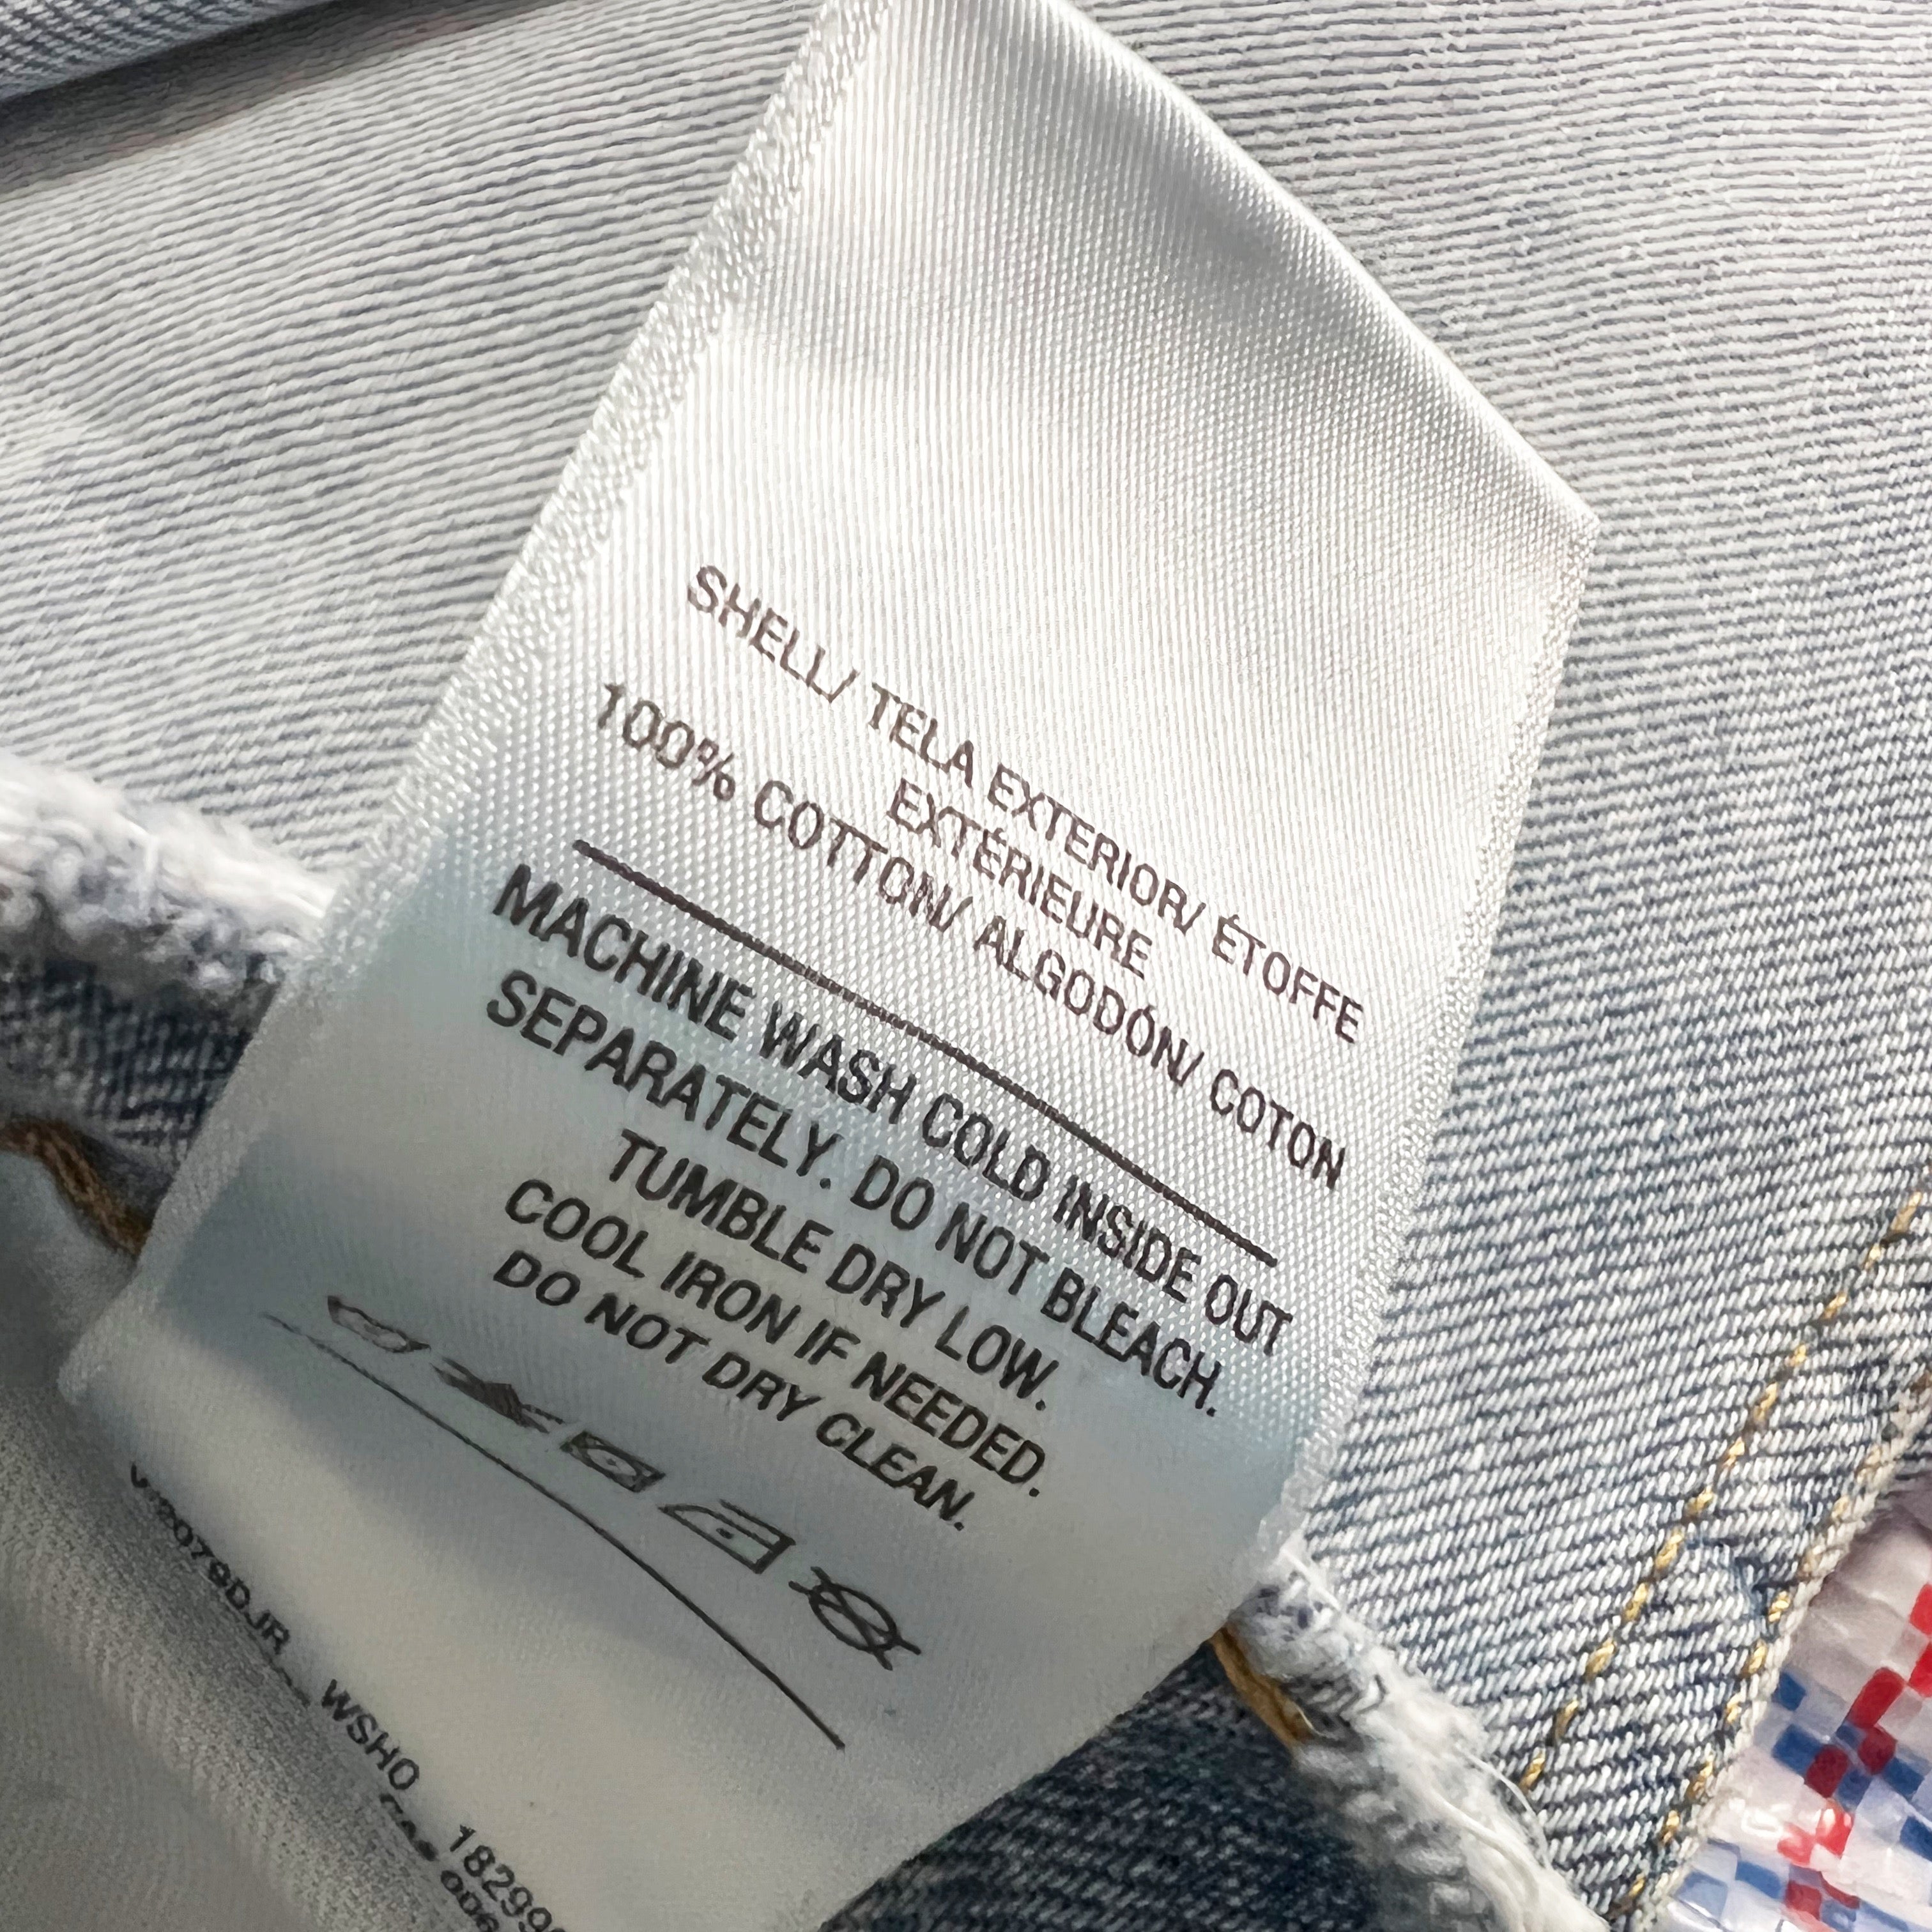 SHELL/ TELA EXTERIOR/ ÉTOFFE
EXTÉRIEURE
100% COTTON/ ALGODÓN/ COTON
MACHINE WASH COLD INSIDE OUT
SEPARATELY. DO NOT BLEACH.
TUMBLE DRY LOW.
COOL IRON IF NEEDED.
DO NOT DRY CLEAN.
WSHO